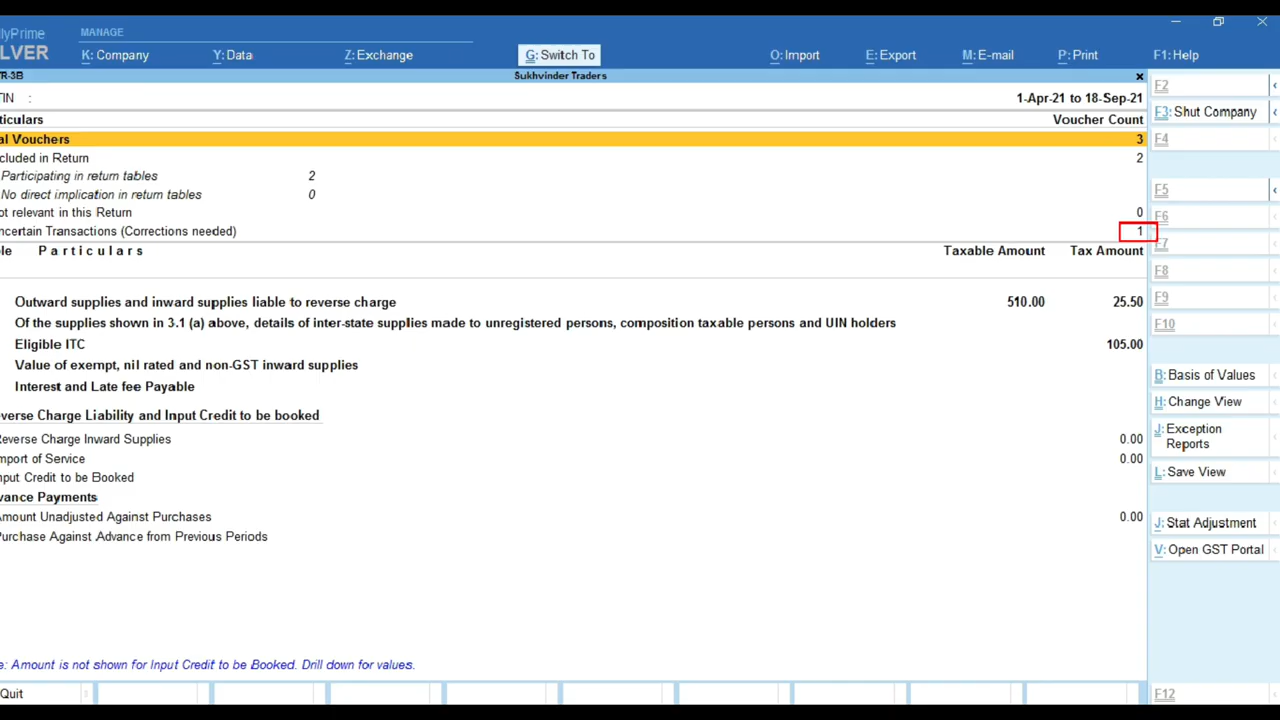 llyPrime MANAGE
LVER K: Company Y: Data Z: Exchange G: Switch To O: Import E: Export M: E-mail P: Print F1: Help
R-3B Sukhvinder Traders ×
TIN : 1-Apr-21 to 18-Sep-21
ticulars Voucher Count
al Vouchers 3
cluded in Return 2
Participating in return tables 2
No direct implication in return tables 0
ot relevant in this Return 0
ncertain Transactions (Corrections needed) 1
le Particulars Taxable Amount Tax Amount
Outward supplies and inward supplies liable to reverse charge 510.00 25.50
Of the supplies shown in 3.1 (a) above, details of inter-state supplies made to unregistered persons, composition taxable persons and UIN holders
Eligible ITC 105.00
Value of exempt, nil rated and non-GST inward supplies
Interest and Late fee Payable
verse Charge Liability and Input Credit to be booked
Reverse Charge Inward Supplies 0.00
mport of Service 0.00
nput Credit to be Booked
vance Payments
Amount Unadjusted Against Purchases 0.00
Purchase Against Advance from Previous Periods
e: Amount is not shown for Input Credit to be Booked. Drill down for values.
Quit
F2
F3: Shut Company
F4
F5
F6
F7
F8
F9
F10
B: Basis of Values
H: Change View
J: Exception
Reports
L: Save View
J: Stat Adjustment
V: Open GST Portal
F12